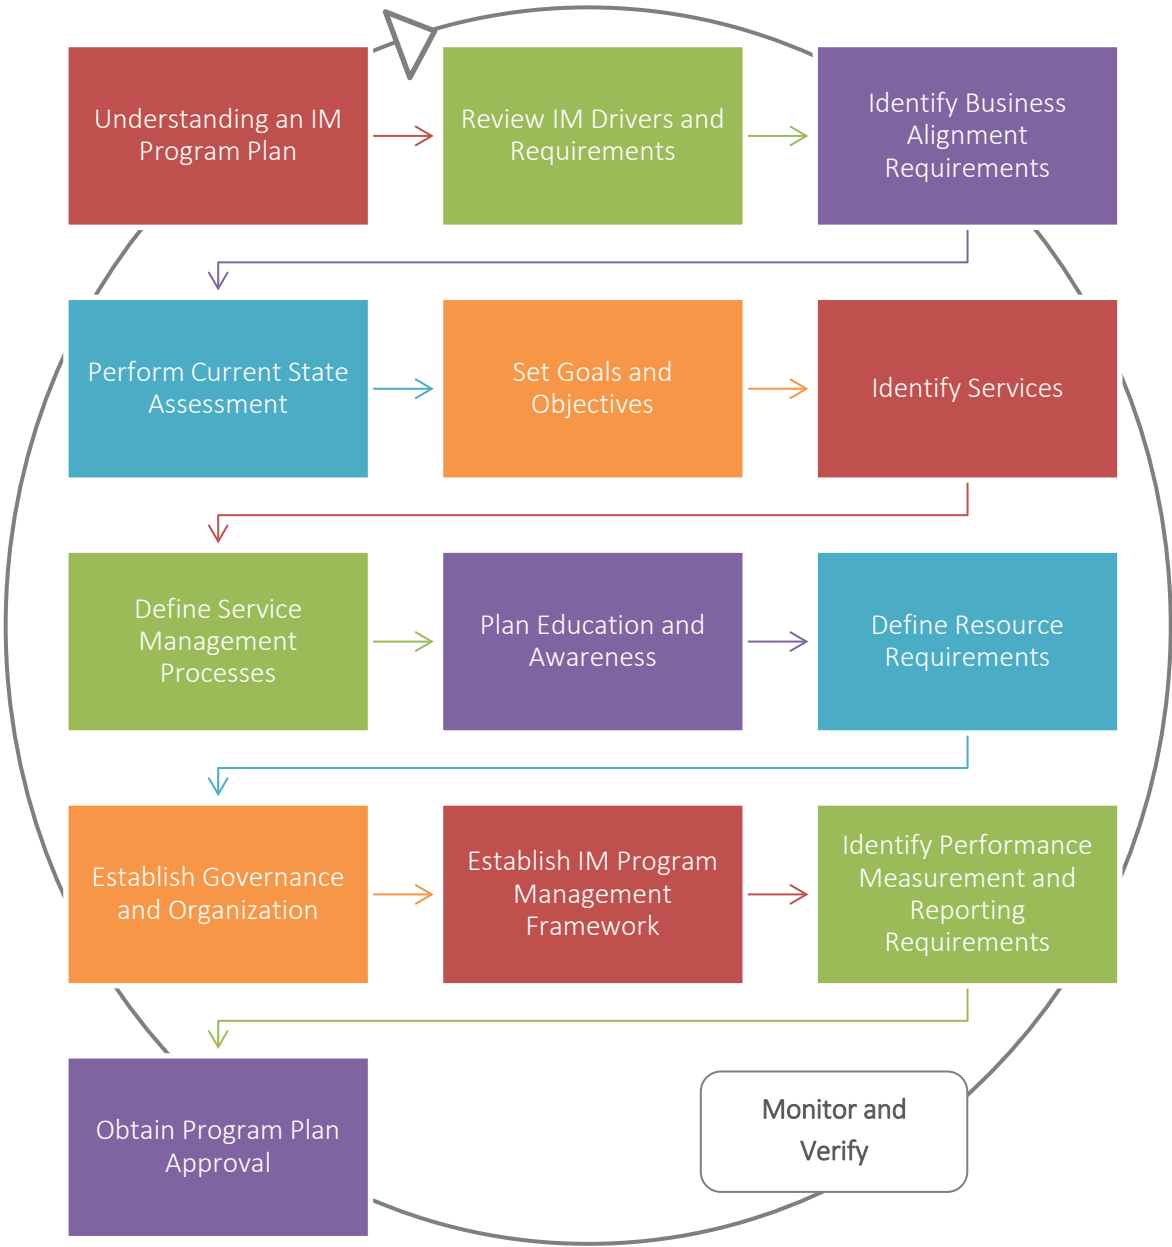 Understanding an IM
Program Plan
Review IM Drivers and
Requirements
Identify Business
Alignment
Requirements
Perform Current State
Assessment
Set Goals and
Objectives
Identify Services
Define Service
Management
Processes
Plan Education and
Awareness
Define Resource
Requirements
Establish Governance
and Organization
Establish IM Program
Management
Framework
Identify Performance
Measurement and
Reporting
Requirements
Obtain Program Plan
Approval
Monitor and
Verify